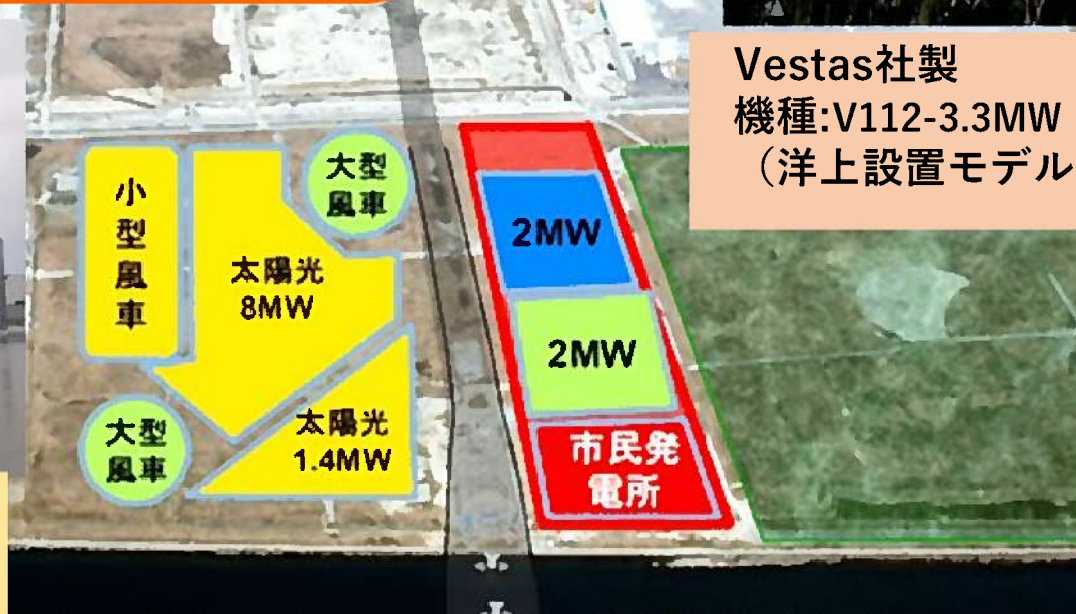 Vestas社製
機種:V112-3.3MW
（洋上設置モデル
小型風車
大型
風車
太陽光
8MW
大型
風車
太陽光
1.4MW
2MW
2MW
市民発
電所